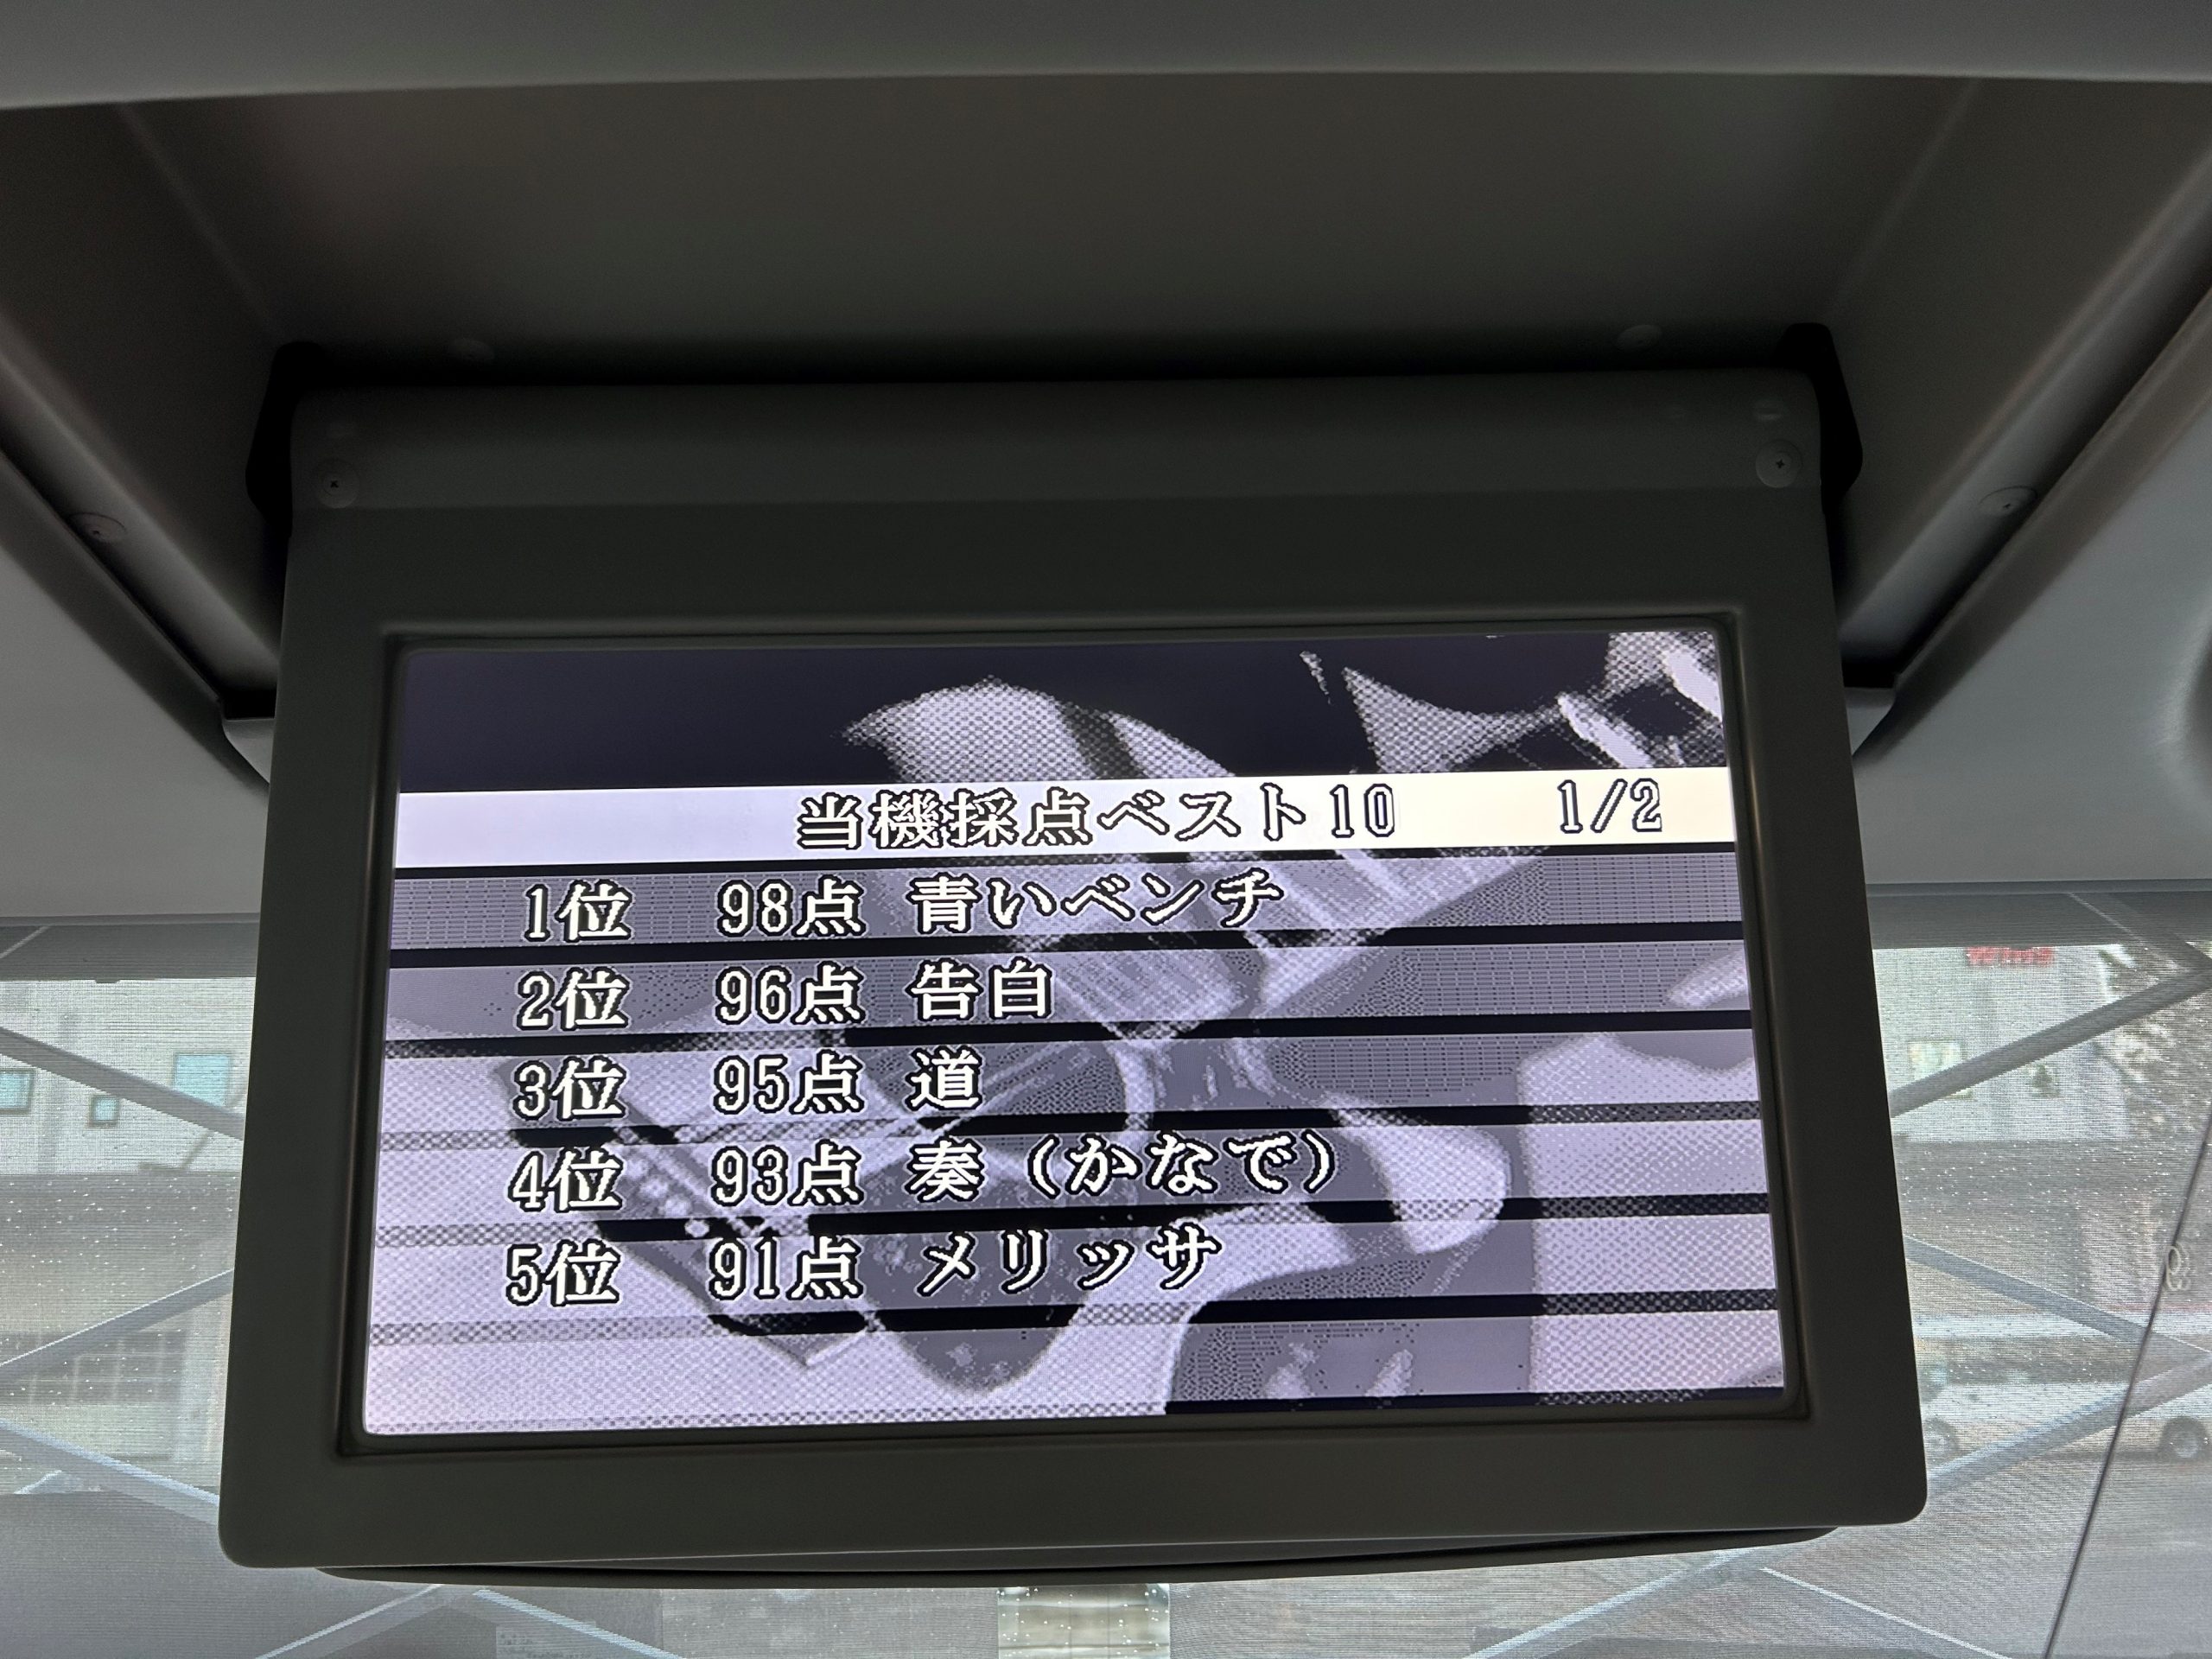 当機採点ベスト10 1/2
1位 98点 青いベンチ
2位 96点 告白
3位 95点 道
4位 93点 奏（かなで）
5位 91点 メリッサ